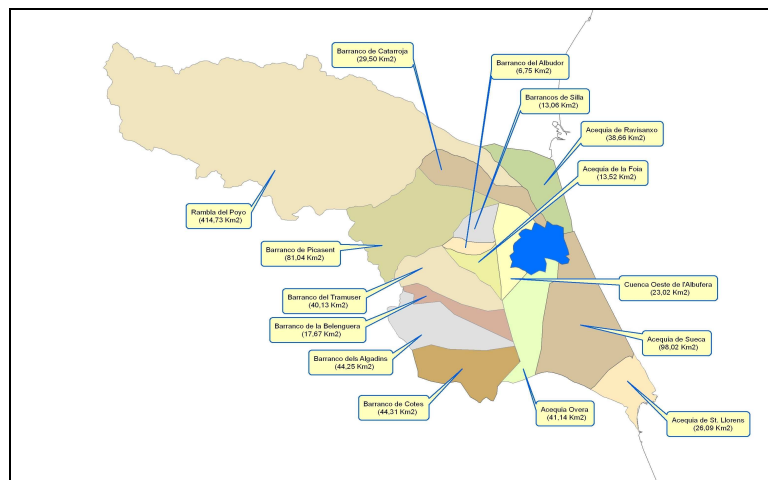 Barranco de Catarroja
(29,50 Km2)
Barranco del Albudor
(6,75 Km2)
Barrancos de Silla
(13,06 Km2)
Acequia de Ravisanxo
(38,66 Km2)
Acequia de la Foia
(13,52 Km2)
Rambla del Poyo
(414,73 Km2)
Barranco de Picasent
(81,04 Km2)
Cuenca Oeste de l'Albufera
(23,02 Km2)
Barranco del Tramuser
(40,13 Km2)
Barranco de la Belenguera
(17,67 Km2)
Acequia de Sueca
(98,02 Km2)
Barranco dels Algadins
(44,25 Km2)
Barranco de Cotes
(44,31 Km2)
Acequia Overa
(41,14 Km2)
Acequia de St. Llorens
(26,09 Km2)